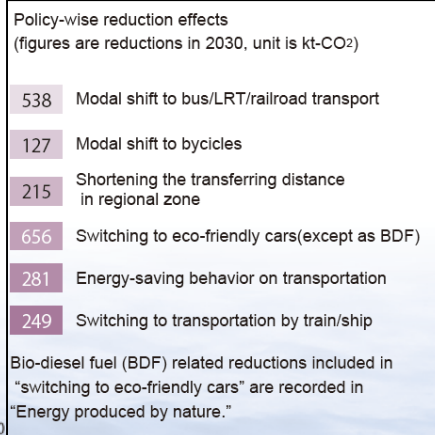 Policy-wise reduction effects
(figures are reductions in 2030, unit is kt-CO2)
538 Modal shift to bus/LRT/railroad transport
127 Modal shift to bycicles
215 Shortening the transferring distance
in regional zone
656 Switching to eco-friendly cars(except as BDF)
281 Energy-saving behavior on transportation
249 Switching to transportation by train/ship
Bio-diesel fuel (BDF) related reductions included in
“switching to eco-friendly cars” are recorded in
“Energy produced by nature.”